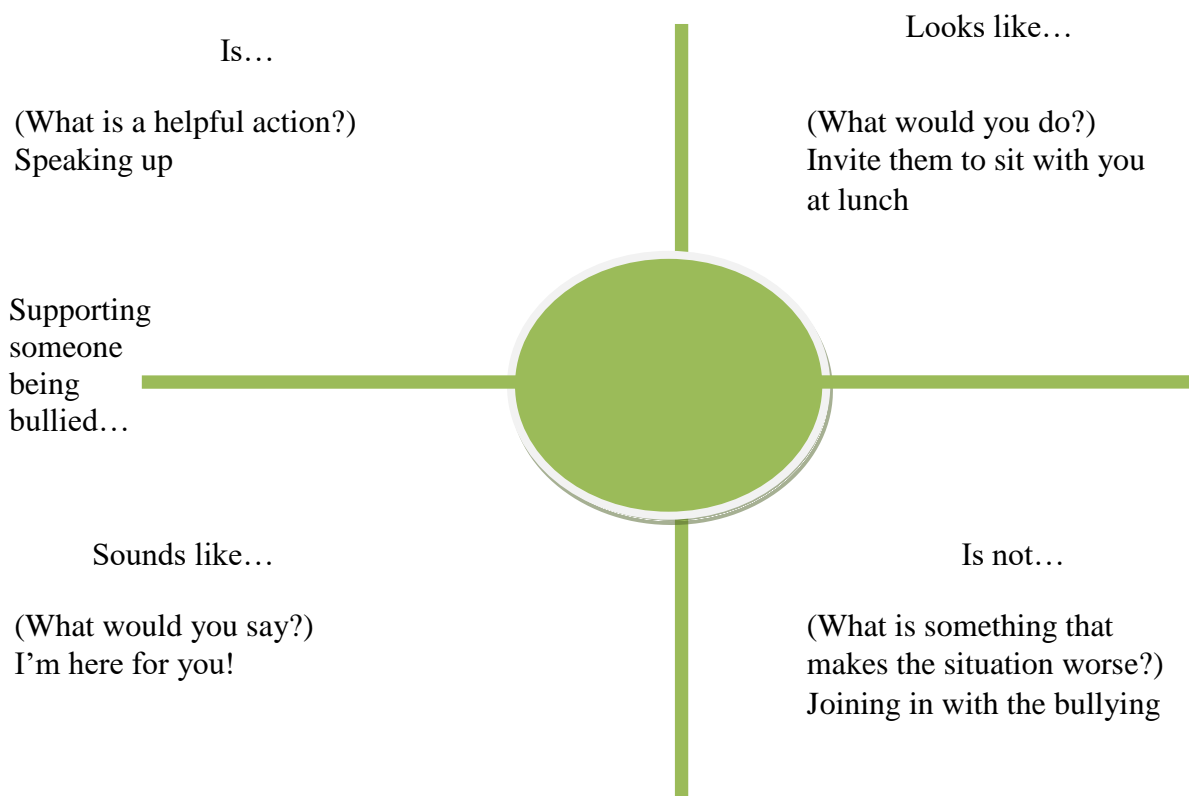 Is…
(What is a helpful action?)
Speaking up
Looks like…
(What would you do?)
Invite them to sit with you
at lunch
Supporting
someone
being
bullied…
Sounds like…
(What would you say?)
I’m here for you!
Is not…
(What is something that
makes the situation worse?)
Joining in with the bullying